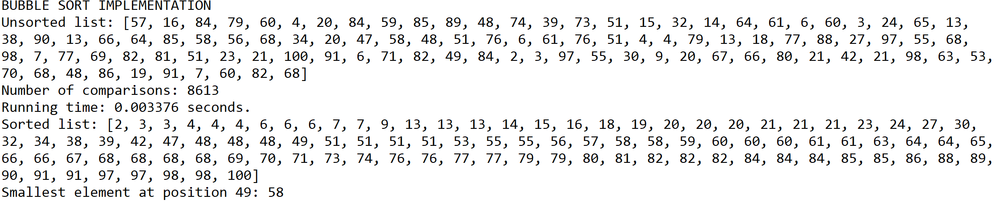 BUBBLE SORT IMPLEMENTATION
Unsorted list: [57, 16, 84, 79, 60, 4, 20, 84, 59, 85, 89, 48, 74, 39, 73, 51, 15, 32, 14, 64, 61, 6, 60, 3, 24, 65, 13,
38, 90, 13, 66, 64, 85, 58, 56, 68, 34, 20, 47, 58, 48, 51, 76, 6, 61, 76, 51, 4, 4, 79, 13, 18, 77, 88, 27, 97, 55, 68,
98, 7, 77, 69, 82, 81, 51, 23, 21, 100, 91, 6, 71, 82, 49, 84, 2, 3, 97, 55, 30, 9, 20, 67, 66, 80, 21, 42, 21, 98, 63, 53,
70, 68, 48, 86, 19, 91, 7, 60, 82, 68]
Number of comparisons: 8613
Running time: 0.003376 seconds.
Sorted list: [2, 3, 3, 4, 4, 4, 6, 6, 6, 7, 7, 9, 13, 13, 13, 14, 15, 16, 18, 19, 20, 20, 20, 21, 21, 21, 23, 24, 27, 30,
32, 34, 38, 39, 42, 47, 48, 48, 48, 49, 51, 51, 51, 51, 53, 55, 55, 56, 57, 58, 58, 59, 60, 60, 60, 61, 61, 63, 64, 64, 65,
66, 66, 67, 68, 68, 68, 68, 69, 70, 71, 73, 74, 76, 76, 77, 77, 79, 79, 80, 81, 82, 82, 82, 84, 84, 84, 85, 85, 86, 88, 89,
90, 91, 91, 97, 97, 98, 98, 100]
Smallest element at position 49: 58